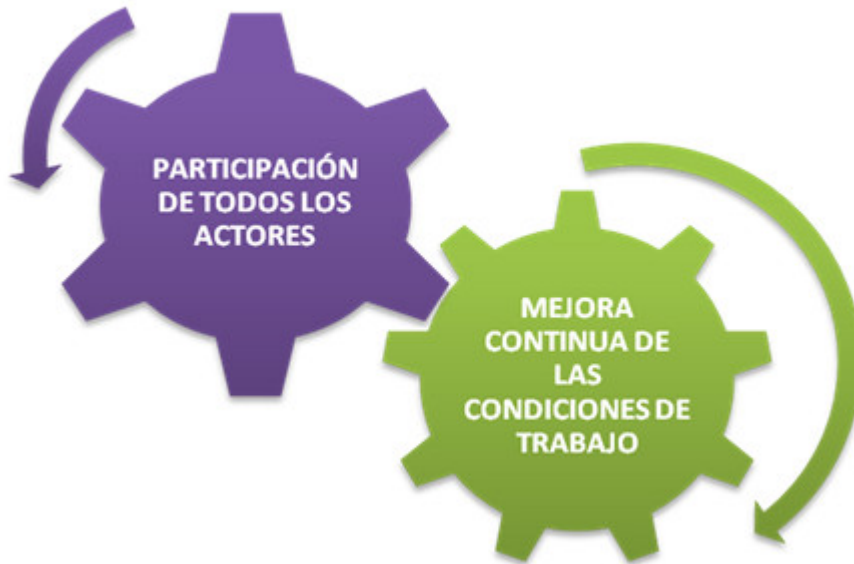 PARTICIPACIÓN
DE TODOS LOS
ACTORES
MEJORA
CONTINUA DE
LAS
CONDICIONES DE
TRABAJO